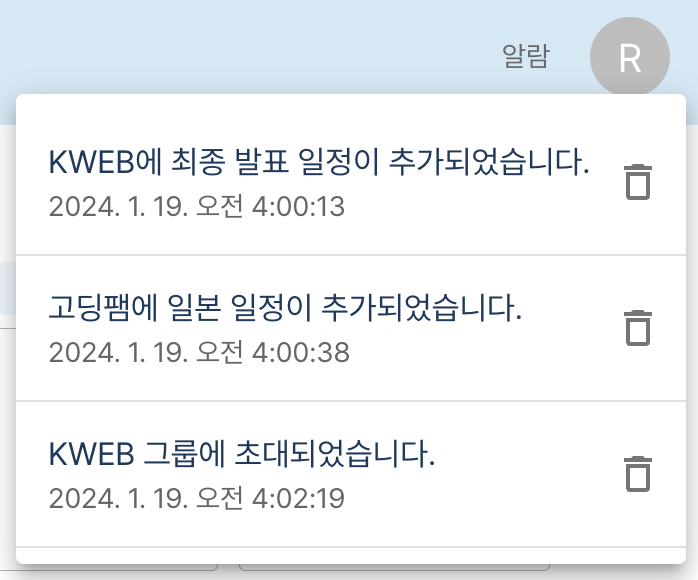 알람
R
KWEB에 최종 발표 일정이 추가되었습니다.
2024. 1. 19. 오전 4:00:13
고딩팸에 일본 일정이 추가되었습니다.
2024. 1. 19. 오전 4:00:38
KWEB 그룹에 초대되었습니다.
2024. 1. 19. 오전 4:02:19